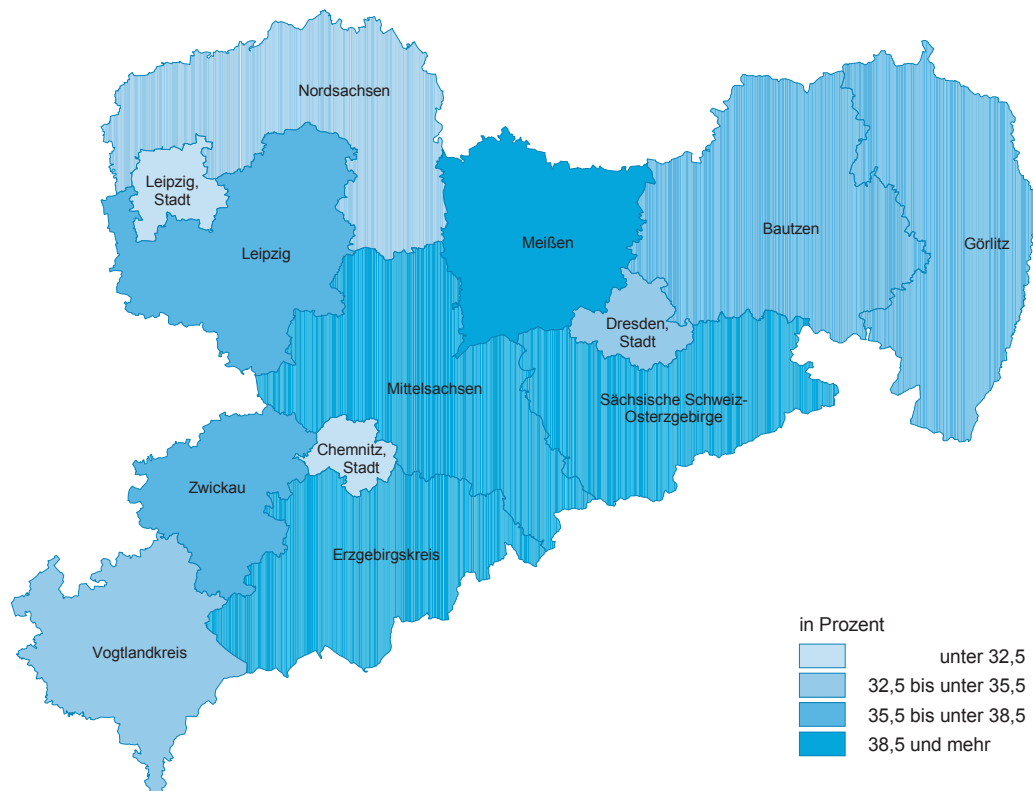 Nordsachsen
Leipzig,
Stadt
Leipzig
Meißen
Bautzen
Görlitz
Dresden,
Stadt
Mittelsachsen
Sächsische Schweiz-
Osterzgebirge
Chemnitz,
Stadt
Zwickau
Erzgebirgskreis
Vogtlandkreis
in Prozent
unter 32,5
32,5 bis unter 35,5
35,5 bis unter 38,5
38,5 und mehr